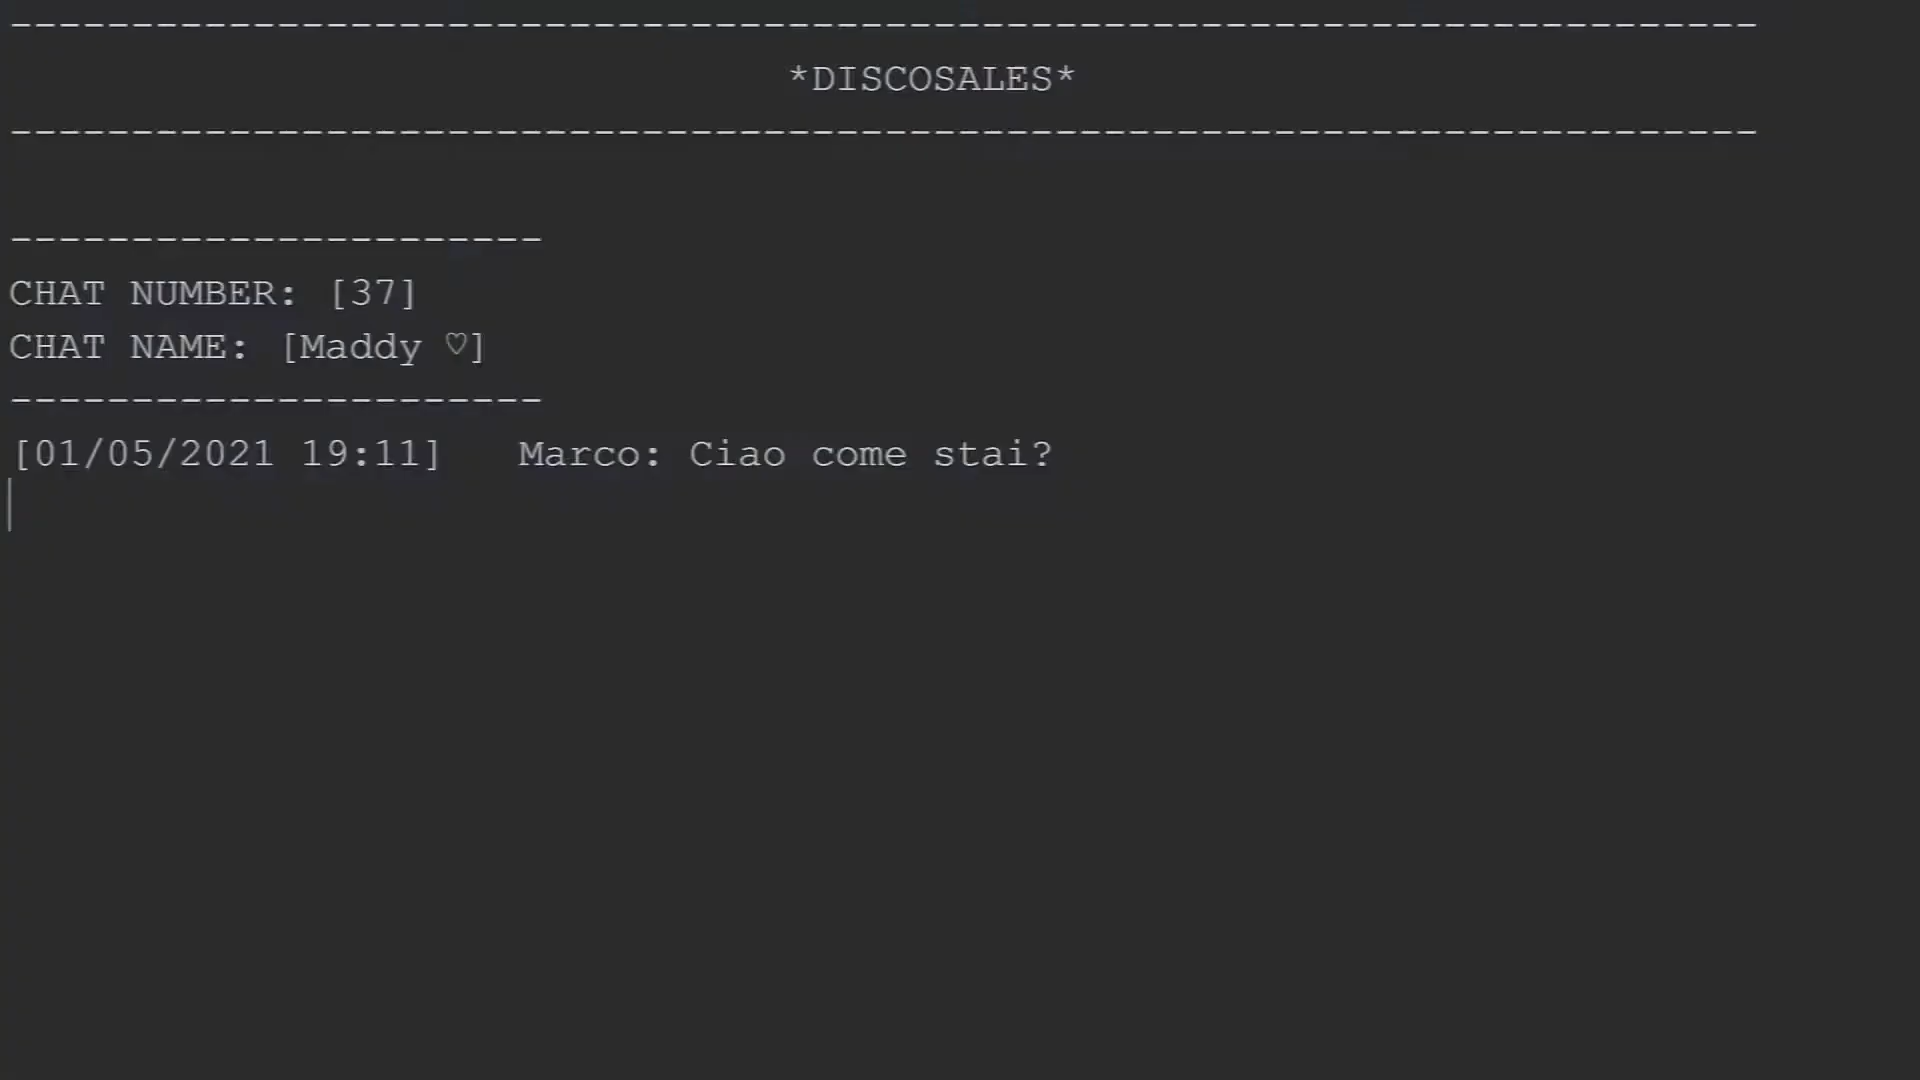 ------------------------------------------------------------------------
*DISCOSALES*
------------------------------------------------------------------------
----------------------
CHAT NUMBER: [37]
CHAT NAME: [Maddy ♡]
----------------------
[01/05/2021 19:11]   Marco: Ciao come stai?